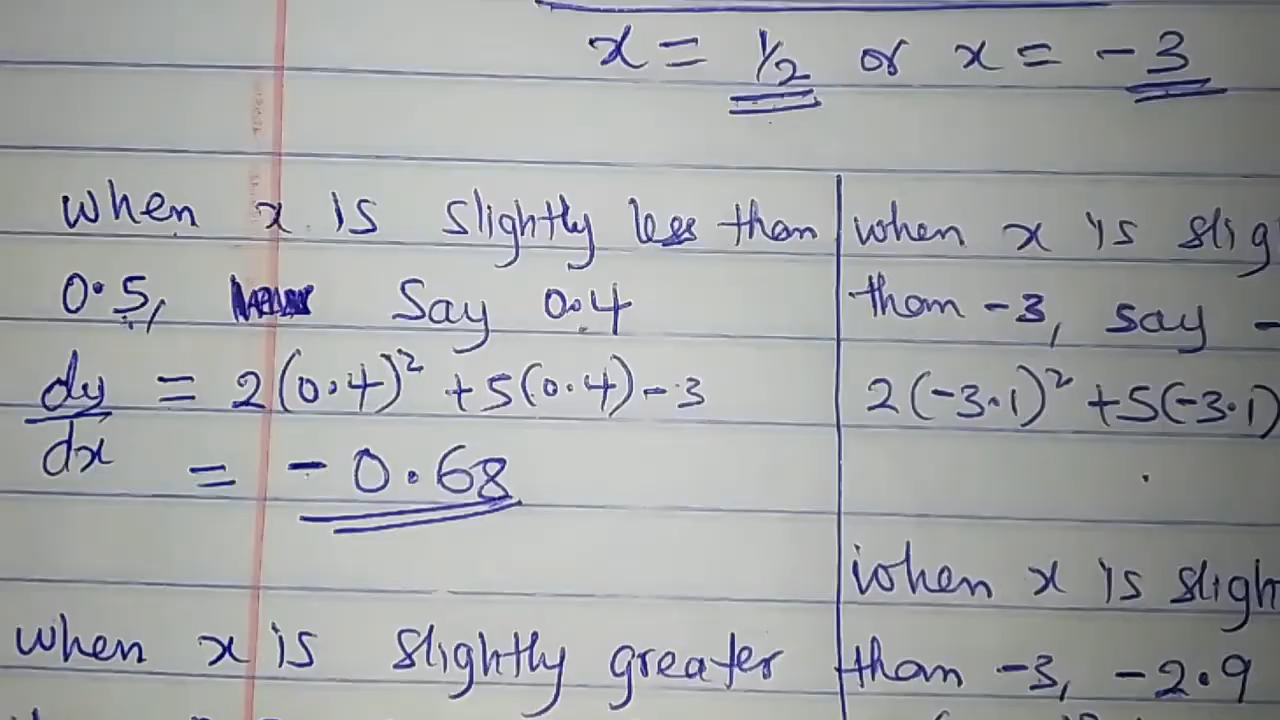 x = 1/2 or x = -3
When x is slightly less than
0.5, Say 0.4
dy/dx = 2(0.4)² + 5(0.4) - 3
= - 0.68
When x is slightly greater
when x is slig
than -3, say -
2(-3.1)² + 5(-3.1)
when x is sligh
than -3, -2.9